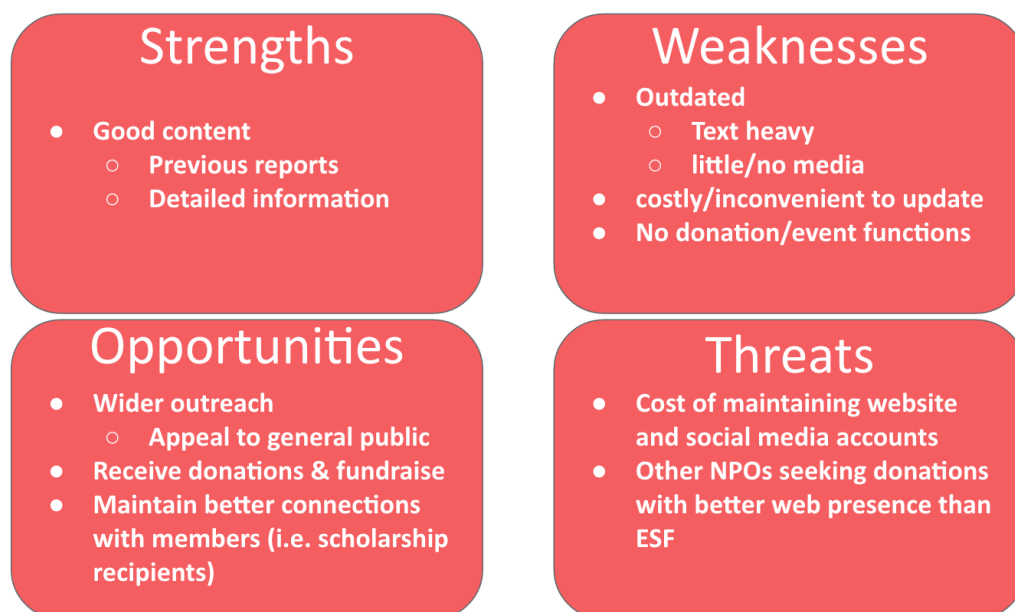 Strengths
● Good content
○ Previous reports
○ Detailed information
Weaknesses
● Outdated
○ Text heavy
○ little/no media
● costly/inconvenient to update
● No donation/event functions
Opportunities
● Wider outreach
○ Appeal to general public
● Receive donations & fundraise
● Maintain better connections
with members (i.e. scholarship
recipients)
Threats
● Cost of maintaining website
and social media accounts
● Other NPOs seeking donations
with better web presence than
ESF